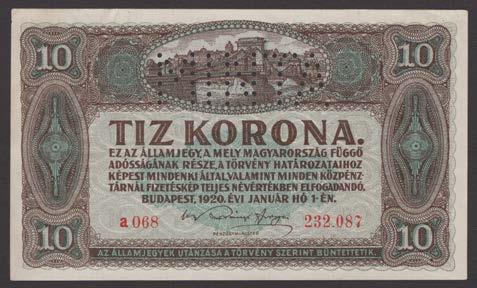 10 10
TIZ KORONA.
EZ AZ ÁLLAMJEGY, A MELY MAGYARORSZÁG FÜGGŐ
ADÓSSÁGÁNAK RÉSZE, A TÖRVÉNY HATÁROZATAIHOZ
KÉPEST MINDENKI ÁLTAL, VALAMINT MINDEN KÖZPÉNZ-
TÁRNÁL FIZETÉSKÉP TELJES NÉVÉRTÉKBEN ELFOGADANDÓ.
BUDAPEST, 1920. ÉVI JANUÁR HÓ 1-ÉN.
a 068 232.087
PÉNZÜGYMINISTER
10 10
AZ ÁLLAMJEGYEK UTÁNZÁSA A TÖRVÉNY SZERINT BÜNTETTETIK.